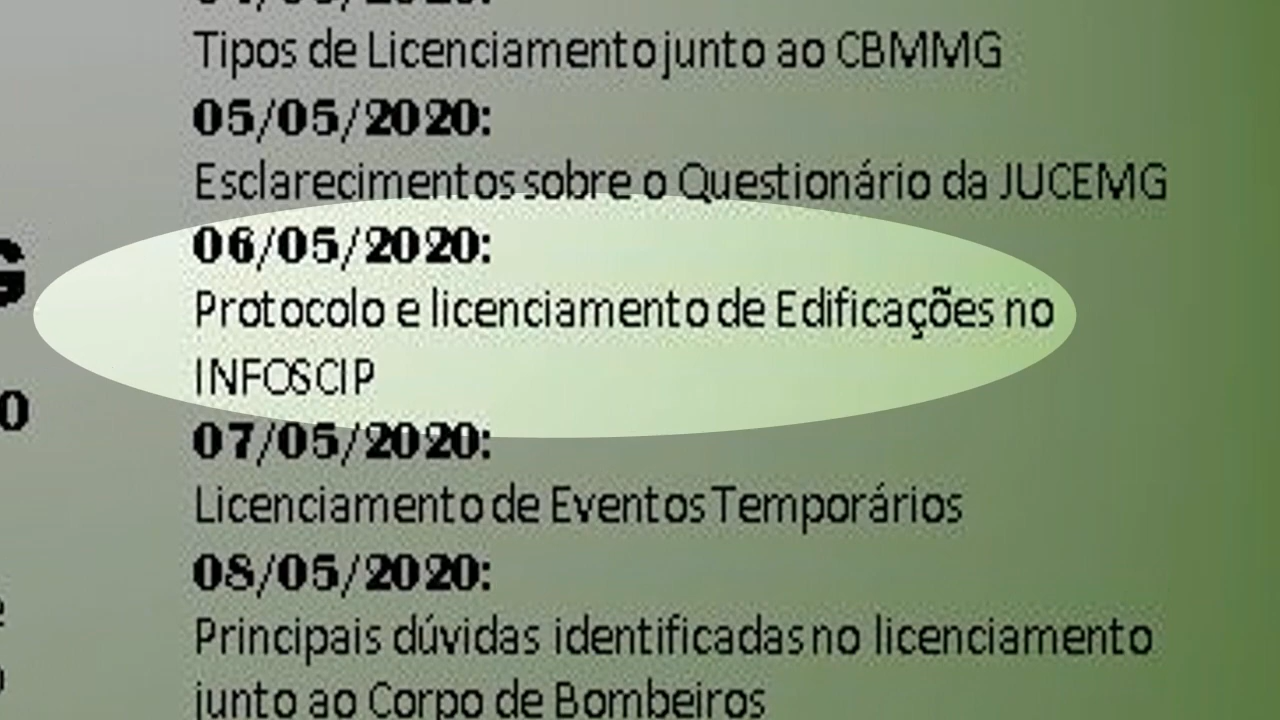 Tipos de Licenciamento junto ao CBMMG
05/05/2020:
Esclarecimentos sobre o Questionário da JUCEMG
06/05/2020:
Protocolo e licenciamento de Edificações no
INFOSCIP
07/05/2020:
Licenciamento de Eventos Temporários
08/05/2020:
Principais dúvidas identificadas no licenciamento
junto ao Corpo de Bombeiros